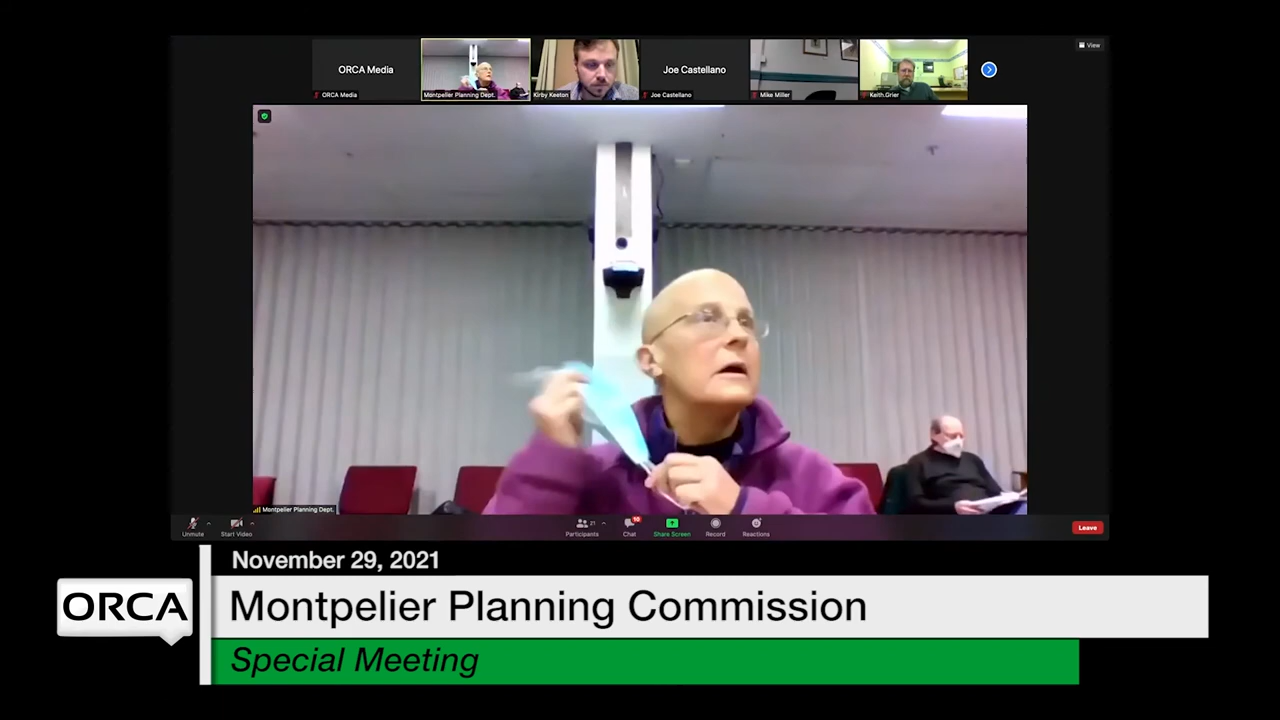 View
ORCA Media
Joe Castellano
ORCA Media
Montpelier Planning Dept.
Kirby Keeton
Joe Castellano
Mike Miller
Keith.Grier
Montpelier Planning Dept.
Unmute
Start Video
Participants
21
Chat
10
Share Screen
Record
Reactions
Leave
November 29, 2021
ORCA
Montpelier Planning Commission
Special Meeting